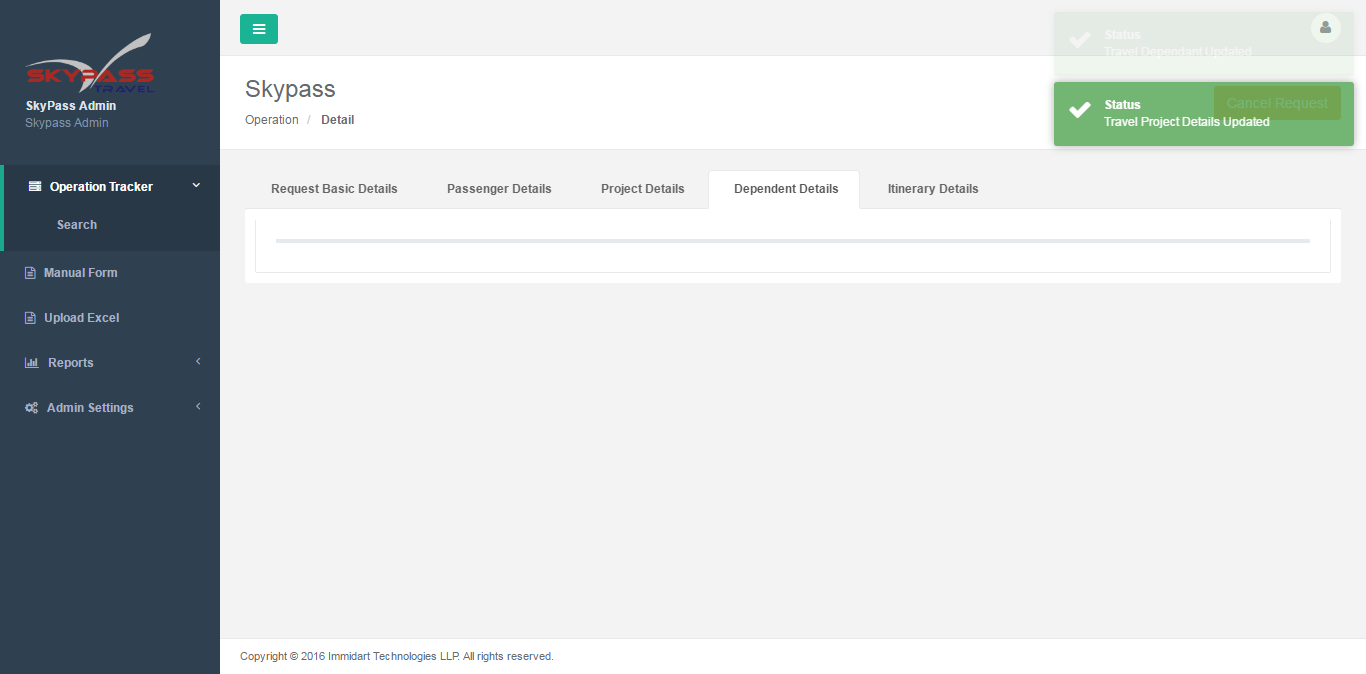 SKYPASS
TRAVEL
SkyPass Admin
Skypass Admin
Operation Tracker
Search
Manual Form
Upload Excel
Reports
Admin Settings
Status
Travel Dependant Updated
Skypass
Operation / Detail
Cancel Request
Status
Travel Project Details Updated
Request Basic Details
Passenger Details
Project Details
Dependent Details
Itinerary Details
Copyright © 2016 Immidart Technologies LLP. All rights reserved.